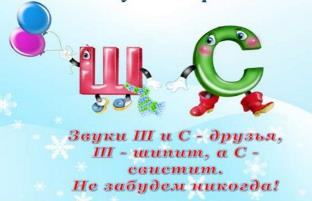 Ш С
Звуки Ш и С - друзья,
Ш - шипит, а С -
свистит.
Не забудем никогда!